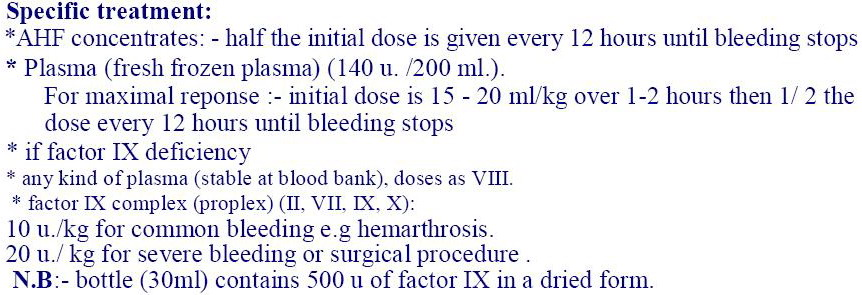 Specific treatment:
*AHF concentrates: - half the initial dose is given every 12 hours until bleeding stops
* Plasma (fresh frozen plasma) (140 u. /200 ml.).
For maximal reponse :- initial dose is 15 - 20 ml/kg over 1-2 hours then 1/ 2 the
dose every 12 hours until bleeding stops
* if factor IX deficiency
* any kind of plasma (stable at blood bank), doses as VIII.
* factor IX complex (proplex) (II, VII, IX, X):
10 u./kg for common bleeding e.g hemarthrosis.
20 u./ kg for severe bleeding or surgical procedure .
N.B:- bottle (30ml) contains 500 u of factor IX in a dried form.